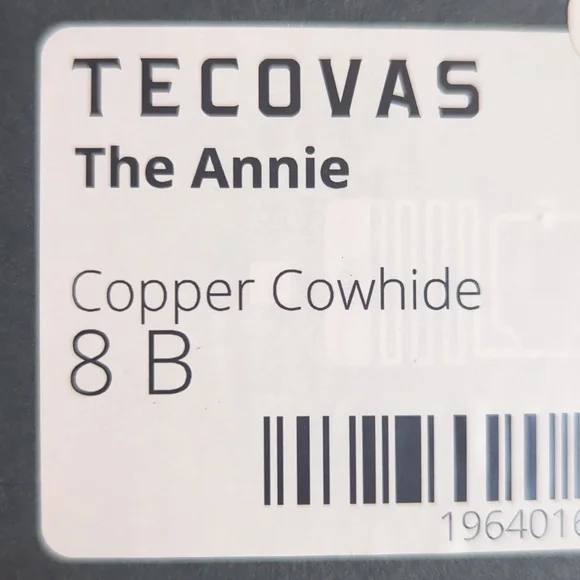 TECOVAS
The Annie
Copper Cowhide
8 B
196401